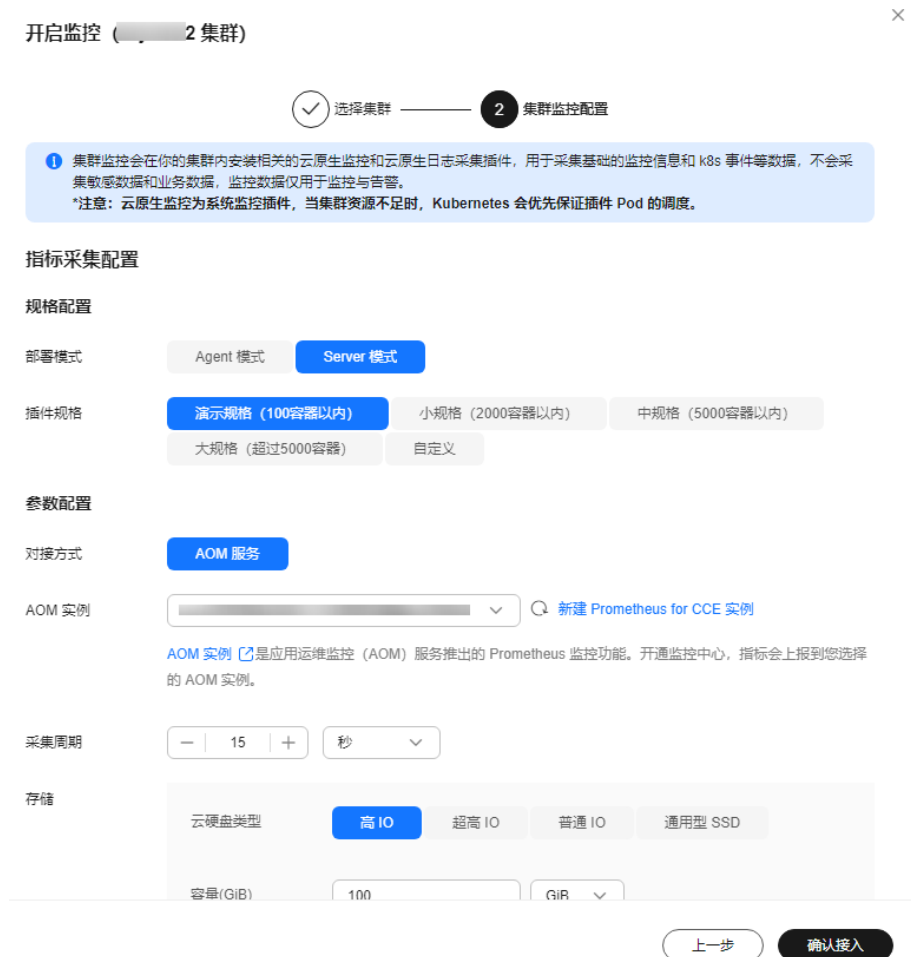 开启监控（ 2 集群)
选择集群
2 集群监控配置
集群监控会在你的集群内安装相关的云原生监控和云原生日志采集插件，用于采集基础的监控信息和 k8s 事件等数据，不会采
集敏感数据和业务数据，监控数据仅用于监控与告警。
*注意：云原生监控为系统监控插件，当集群资源不足时，Kubernetes 会优先保证插件 Pod 的调度。
指标采集配置
规格配置
部署模式 Agent 模式 Server 模式
插件规格 演示规格（100容器以内） 小规格（2000容器以内） 中规格（5000容器以内）
大规格（超过5000容器） 自定义
参数配置
对接方式 AOM 服务
AOM 实例 新建 Prometheus for CCE 实例
AOM 实例 是应用运维监控（AOM）服务推出的 Prometheus 监控功能。开通监控中心，指标会上报到您选择
的 AOM 实例。
采集周期 15 秒
存储
云硬盘类型 高 IO 超高 IO 普通 IO 通用型 SSD
容量(GiB) 100 GiB
上一步 确认接入